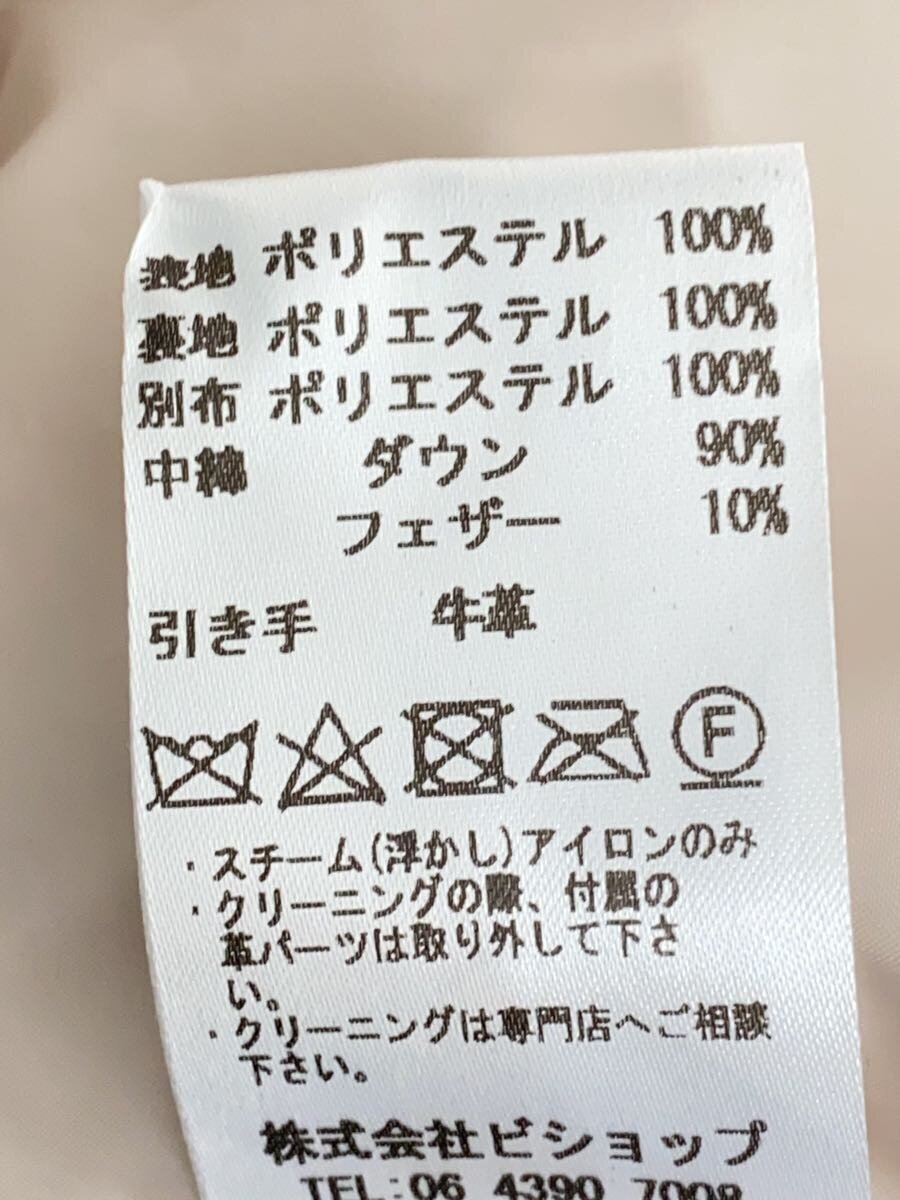 表地 ポリエステル 100%
裏地 ポリエステル 100%
別布 ポリエステル 100%
中綿 ダウン 90%
フェザー 10%
引き手 牛革
F
・スチーム(浮かし)アイロンのみ
・クリーニングの際、付属の
革パーツは取り外して下さ
い。
・クリーニングは専門店へご相談
下さい。
株式会社ビショップ
TEL:06 4390 7008